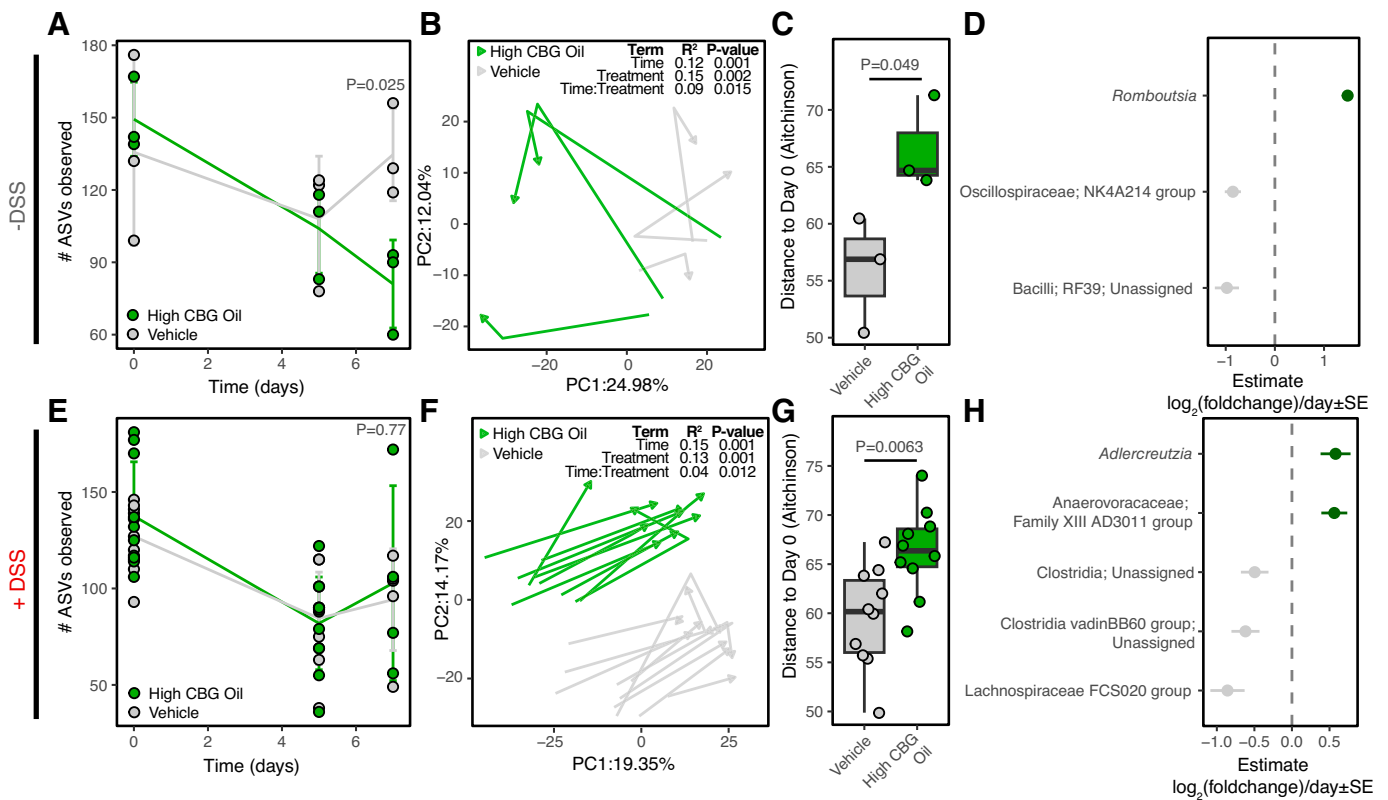 A
B
C
D
-DSS
# ASVs observed
180
150
120
90
60
P=0.025
High CBG Oil
Vehicle
0
2
4
6
Time (days)
High CBG Oil
Vehicle
Term R² P-value
Time 0.12 0.001
Treatment 0.15 0.002
Time:Treatment 0.09 0.015
PC2:12.04%
20
10
0
−10
−20
−20
0
20
PC1:24.98%
Distance to Day 0 (Aitchinson)
P=0.049
70
65
60
55
50
Vehicle
High CBG
Oil
Romboutsia
Oscillospiraceae; NK4A214 group
Bacilli; RF39; Unassigned
−1
0
1
Estimate
log₂(foldchange)/day±SE
E
F
G
H
+ DSS
# ASVs observed
150
100
50
P=0.77
High CBG Oil
Vehicle
0
2
4
6
Time (days)
High CBG Oil
Vehicle
Term R² P-value
Time 0.15 0.001
Treatment 0.13 0.001
Time:Treatment 0.04 0.012
PC2:14.17%
20
0
−20
−25
0
25
PC1:19.35%
Distance to Day 0 (Aitchinson)
P=0.0063
75
70
65
60
55
50
Vehicle
High CBG
Oil
Adlercreutzia
Anaerovoracaceae;
Family XIII AD3011 group
Clostridia; Unassigned
Clostridia vadinBB60 group;
Unassigned
Lachnospiraceae FCS020 group
−1.0
−0.5
0.0
0.5
Estimate
log₂(foldchange)/day±SE